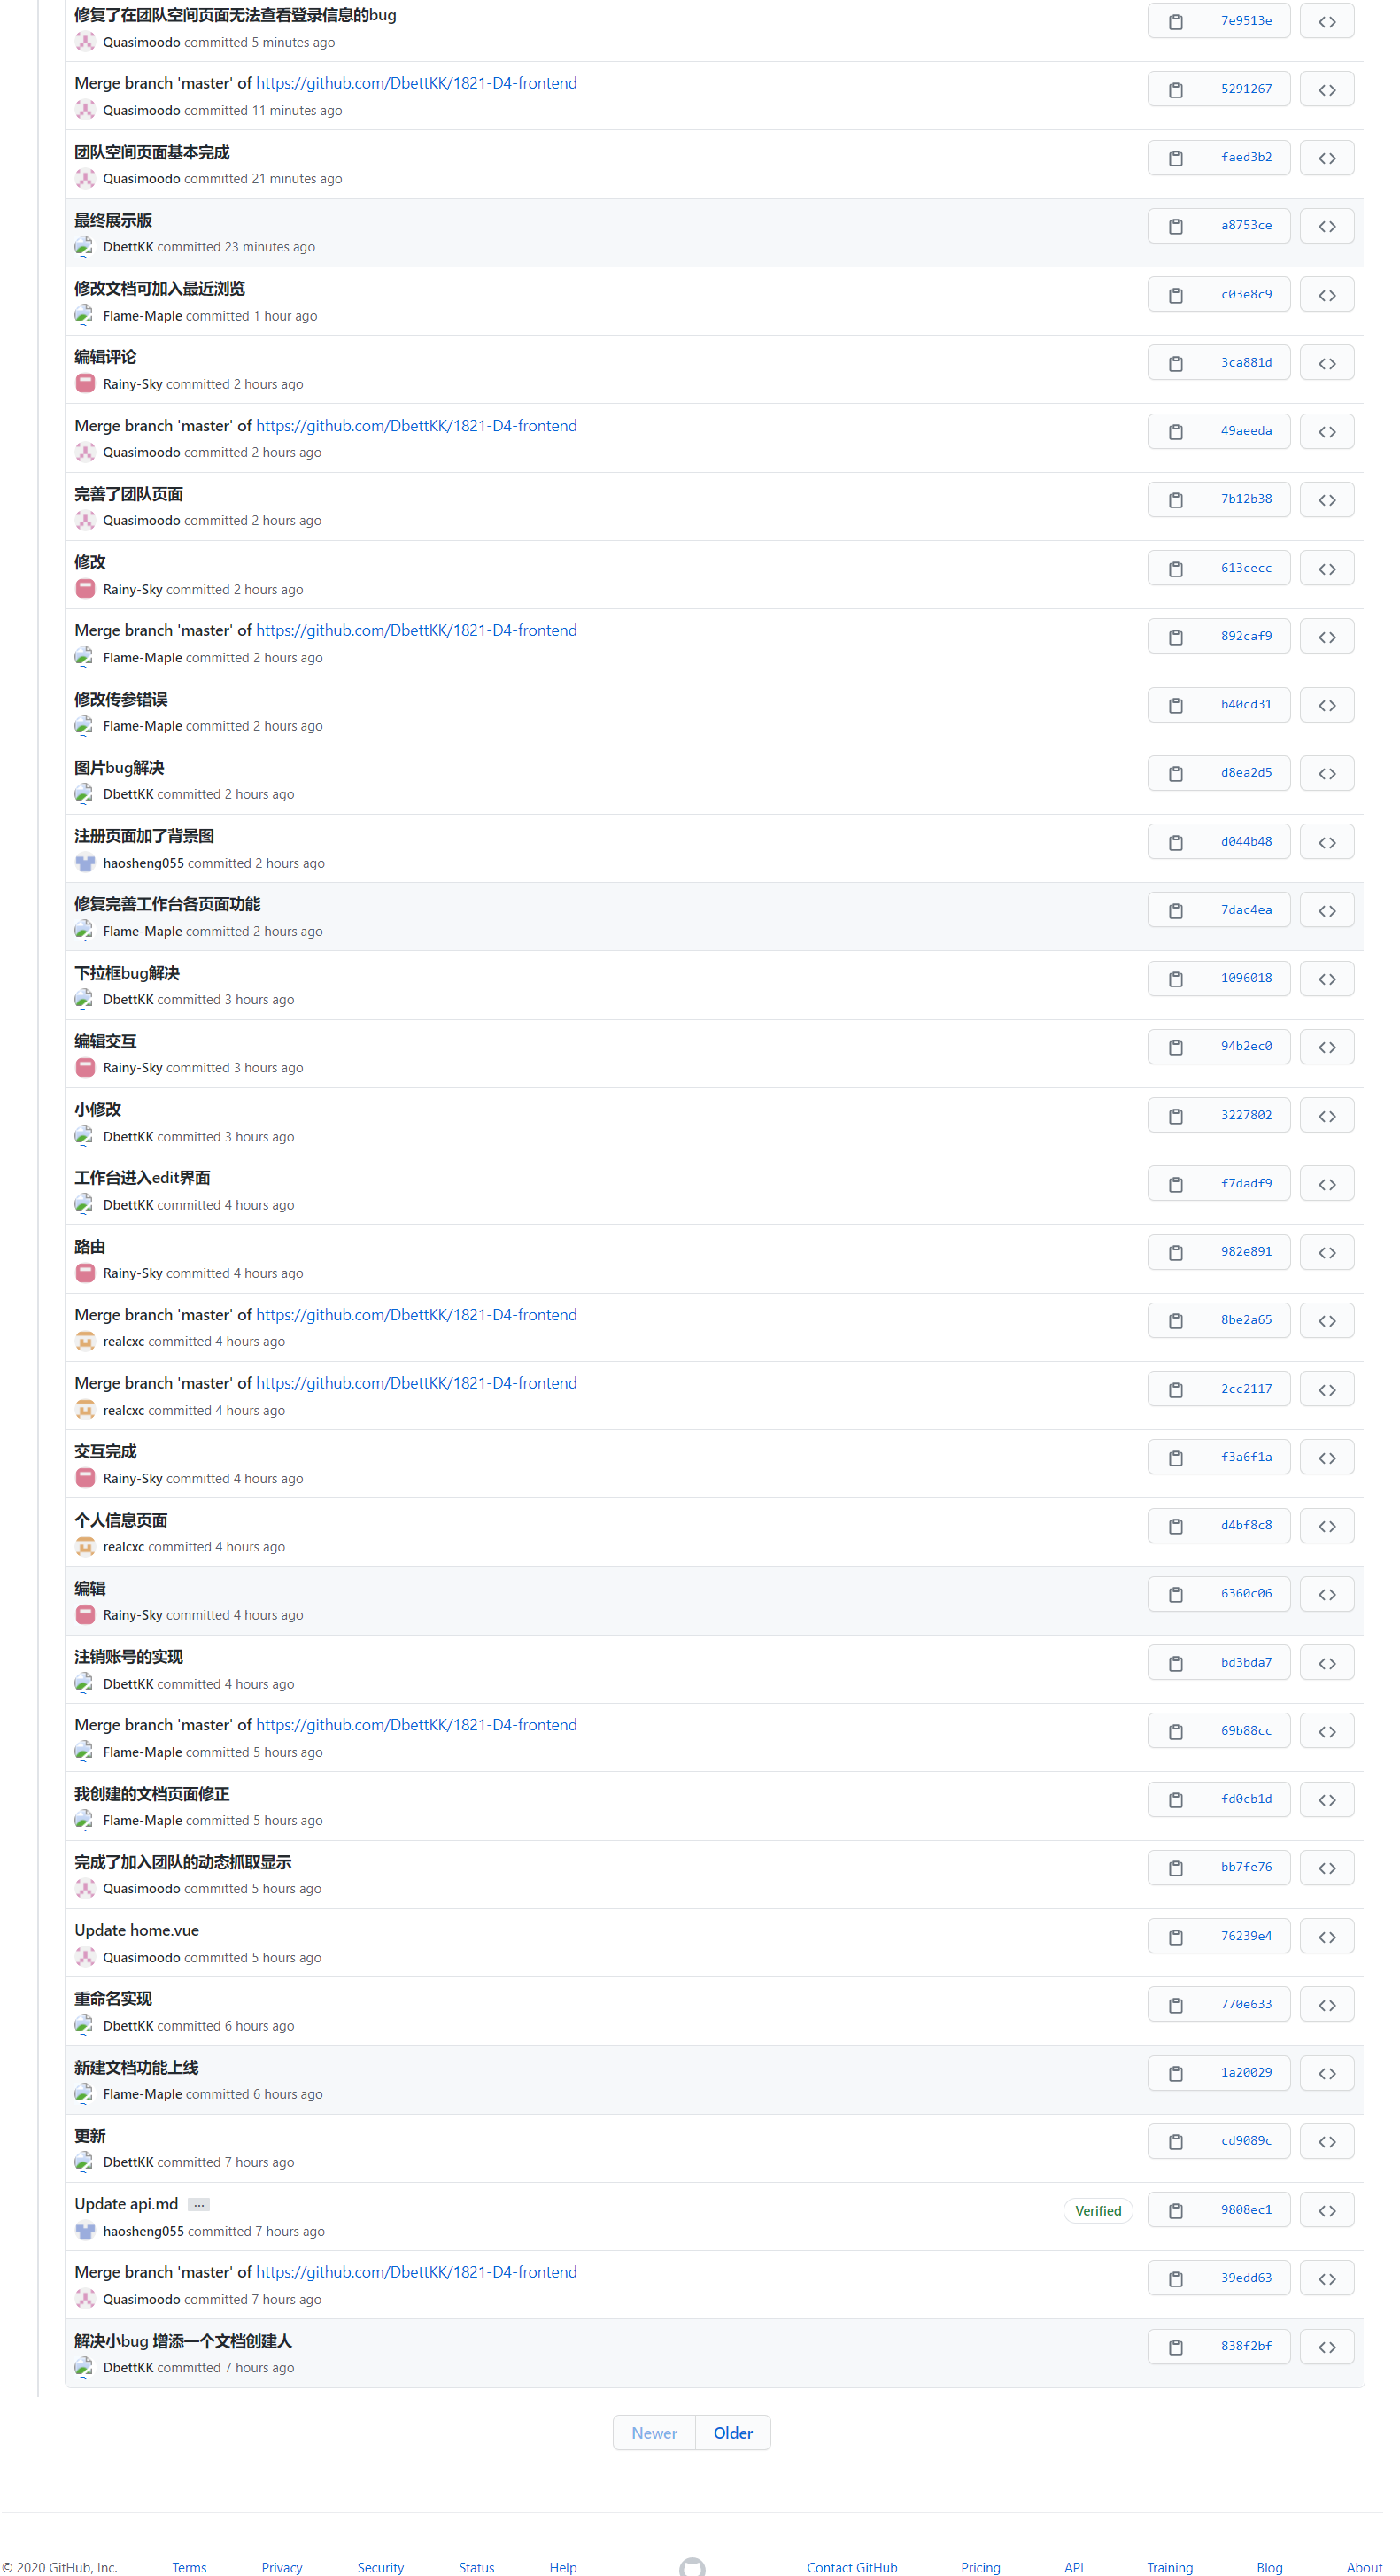 修复了在团队空间页面无法查看登录信息的bug
7e9513e
Quasimoodo committed 5 minutes ago
Merge branch 'master' of https://github.com/DbettKK/1821-D4-frontend
5291267
Quasimoodo committed 11 minutes ago
团队空间页面基本完成
faed3b2
Quasimoodo committed 21 minutes ago
最终展示版
a8753ce
DbettKK committed 23 minutes ago
修改文档可加入最近浏览
c03e8c9
Flame-Maple committed 1 hour ago
编辑评论
3ca881d
Rainy-Sky committed 2 hours ago
Merge branch 'master' of https://github.com/DbettKK/1821-D4-frontend
49aeeda
Quasimoodo committed 2 hours ago
完善了团队页面
7b12b38
Quasimoodo committed 2 hours ago
修改
613cecc
Rainy-Sky committed 2 hours ago
Merge branch 'master' of https://github.com/DbettKK/1821-D4-frontend
892caf9
Flame-Maple committed 2 hours ago
修改传参错误
b40cd31
Flame-Maple committed 2 hours ago
图片bug解决
d8ea2d5
DbettKK committed 2 hours ago
注册页面加了背景图
d044b48
haosheng055 committed 2 hours ago
修复完善工作台各页面功能
7dac4ea
Flame-Maple committed 2 hours ago
下拉框bug解决
1096018
DbettKK committed 3 hours ago
编辑交互
94b2ec0
Rainy-Sky committed 3 hours ago
小修改
3227802
DbettKK committed 3 hours ago
工作台进入edit界面
f7dadf9
DbettKK committed 4 hours ago
路由
982e891
Rainy-Sky committed 4 hours ago
Merge branch 'master' of https://github.com/DbettKK/1821-D4-frontend
8be2a65
realcxc committed 4 hours ago
Merge branch 'master' of https://github.com/DbettKK/1821-D4-frontend
2cc2117
realcxc committed 4 hours ago
交互完成
f3a6f1a
Rainy-Sky committed 4 hours ago
个人信息页面
d4bf8c8
realcxc committed 4 hours ago
编辑
6360c06
Rainy-Sky committed 4 hours ago
注销账号的实现
bd3bda7
DbettKK committed 4 hours ago
Merge branch 'master' of https://github.com/DbettKK/1821-D4-frontend
69b88cc
Flame-Maple committed 5 hours ago
我创建的文档页面修正
fd0cb1d
Flame-Maple committed 5 hours ago
完成了加入团队的动态抓取显示
bb7fe76
Quasimoodo committed 5 hours ago
Update home.vue
76239e4
Quasimoodo committed 5 hours ago
重命名实现
770e633
DbettKK committed 6 hours ago
新建文档功能上线
1a20029
Flame-Maple committed 6 hours ago
更新
cd9089c
DbettKK committed 7 hours ago
Update api.md …
Verified 9808ec1
haosheng055 committed 7 hours ago
Merge branch 'master' of https://github.com/DbettKK/1821-D4-frontend
39edd63
Quasimoodo committed 7 hours ago
解决小bug 增添一个文档创建人
838f2bf
DbettKK committed 7 hours ago
Newer Older
© 2020 GitHub, Inc. Terms Privacy Security Status Help Contact GitHub Pricing API Training Blog About